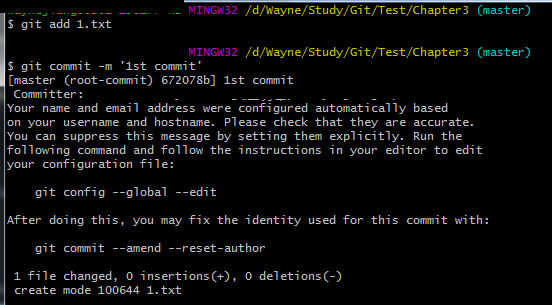 MINGW32 /d/Wayne/Study/Git/Test/Chapter3 (master)
$ git add 1.txt
MINGW32 /d/Wayne/Study/Git/Test/Chapter3 (master)
$ git commit -m '1st commit'
[master (root-commit) 672078b] 1st commit
Committer:
Your name and email address were configured automatically based
on your username and hostname. Please check that they are accurate.
You can suppress this message by setting them explicitly. Run the
following command and follow the instructions in your editor to edit
your configuration file:
git config --global --edit
After doing this, you may fix the identity used for this commit with:
git commit --amend --reset-author
1 file changed, 0 insertions(+), 0 deletions(-)
create mode 100644 1.txt